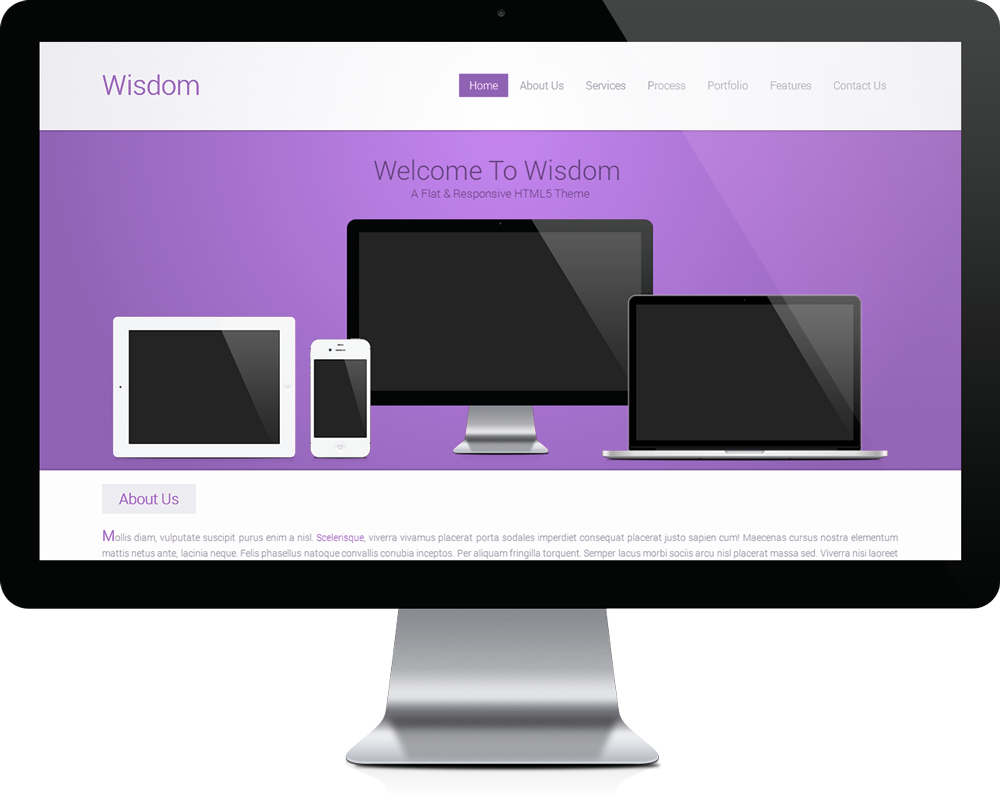 Wisdom
Home About Us Services Process Portfolio Features Contact Us
Welcome To Wisdom
A Flat & Responsive HTML5 Theme
About Us
Mollis diam, vulputate suscipit purus enim a nisl. Scelerisque, viverra vivamus placerat porta sodales imperdiet consequat placerat justo sapien cum! Maecenas cursus nostra elementum
mattis netus ante, lacinia neque. Felis phasellus natoque convallis conubia inceptos. Per aliquam fringilla torquent. Semper lacus morbi sociis arcu nisl placerat massa sed. Viverra nisi laoreet